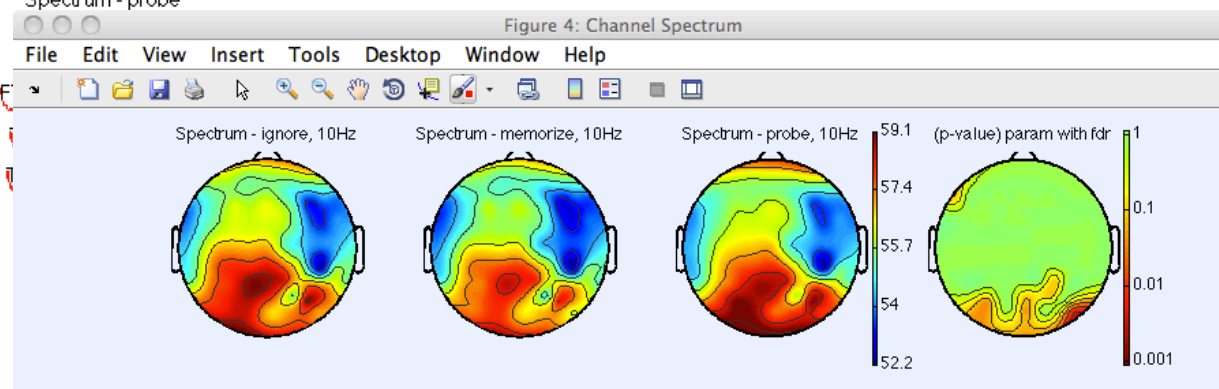 Spectrum - probe
Figure 4: Channel Spectrum
File Edit View Insert Tools Desktop Window Help
Spectrum - ignore, 10Hz
Spectrum - memorize, 10Hz
Spectrum - probe, 10Hz
59.1
57.4
55.7
54
52.2
(p-value) param with fdr
1
0.1
0.01
0.001